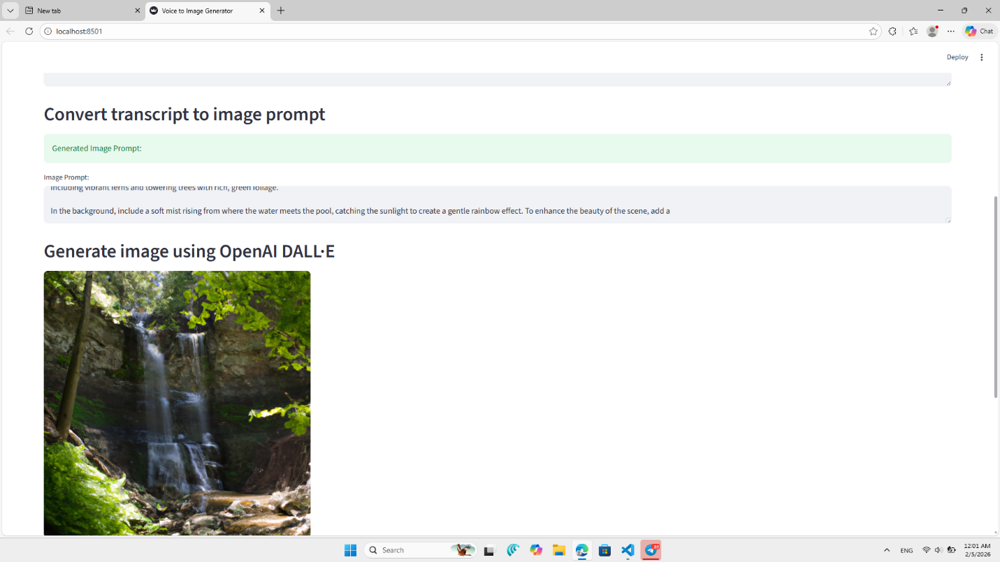 New tab
Voice to Image Generator
localhost:8501
Chat
Deploy
Convert transcript to image prompt
Generated Image Prompt:
Image Prompt:
including vibrant ferns and towering trees with rich, green foliage.
In the background, include a soft mist rising from where the water meets the pool, catching the sunlight to create a gentle rainbow effect. To enhance the beauty of the scene, add a
Generate image using OpenAI DALL·E
Search
89
ENG
12:01 AM
2/5/2026